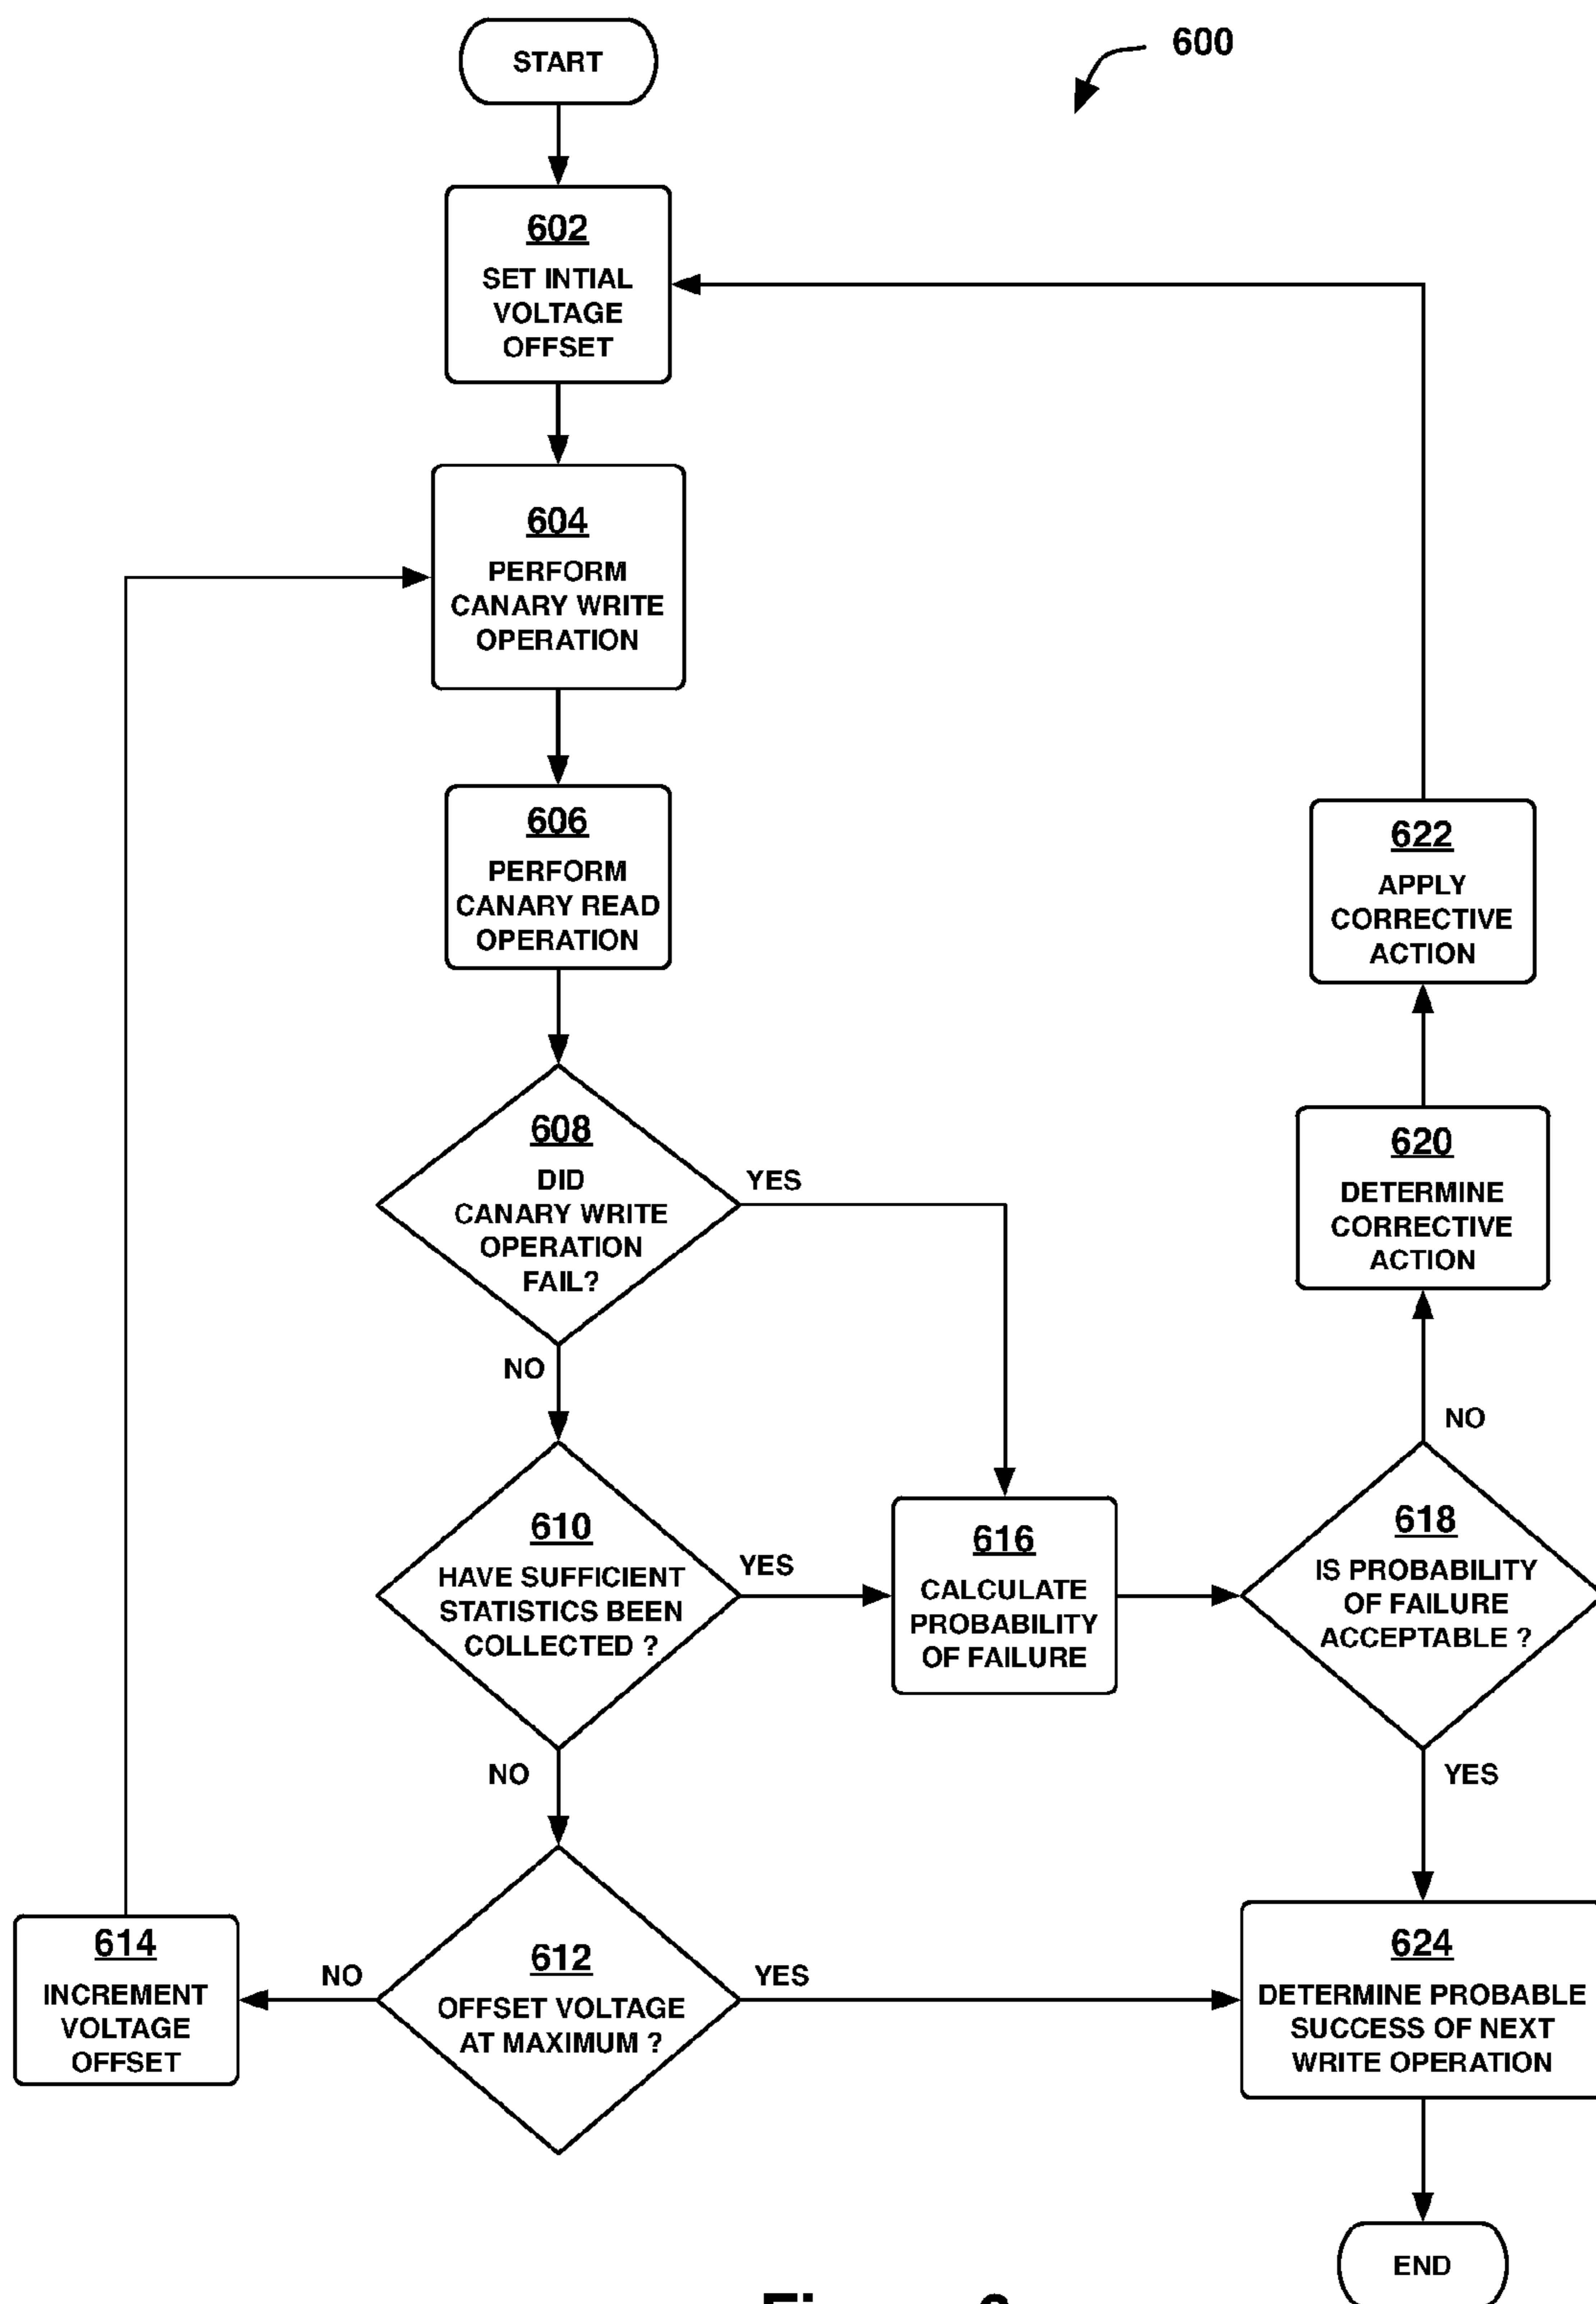 START
600
602
SET INTIAL
VOLTAGE
OFFSET
604
PERFORM
CANARY WRITE
OPERATION
606
PERFORM
CANARY READ
OPERATION
608
DID
CANARY WRITE
OPERATION
FAIL?
YES
NO
610
HAVE SUFFICIENT
STATISTICS BEEN
COLLECTED ?
YES
NO
612
OFFSET VOLTAGE
AT MAXIMUM ?
NO
YES
614
INCREMENT
VOLTAGE
OFFSET
616
CALCULATE
PROBABILITY
OF FAILURE
618
IS PROBABILITY
OF FAILURE
ACCEPTABLE ?
NO
YES
620
DETERMINE
CORRECTIVE
ACTION
622
APPLY
CORRECTIVE
ACTION
624
DETERMINE PROBABLE
SUCCESS OF NEXT
WRITE OPERATION
END